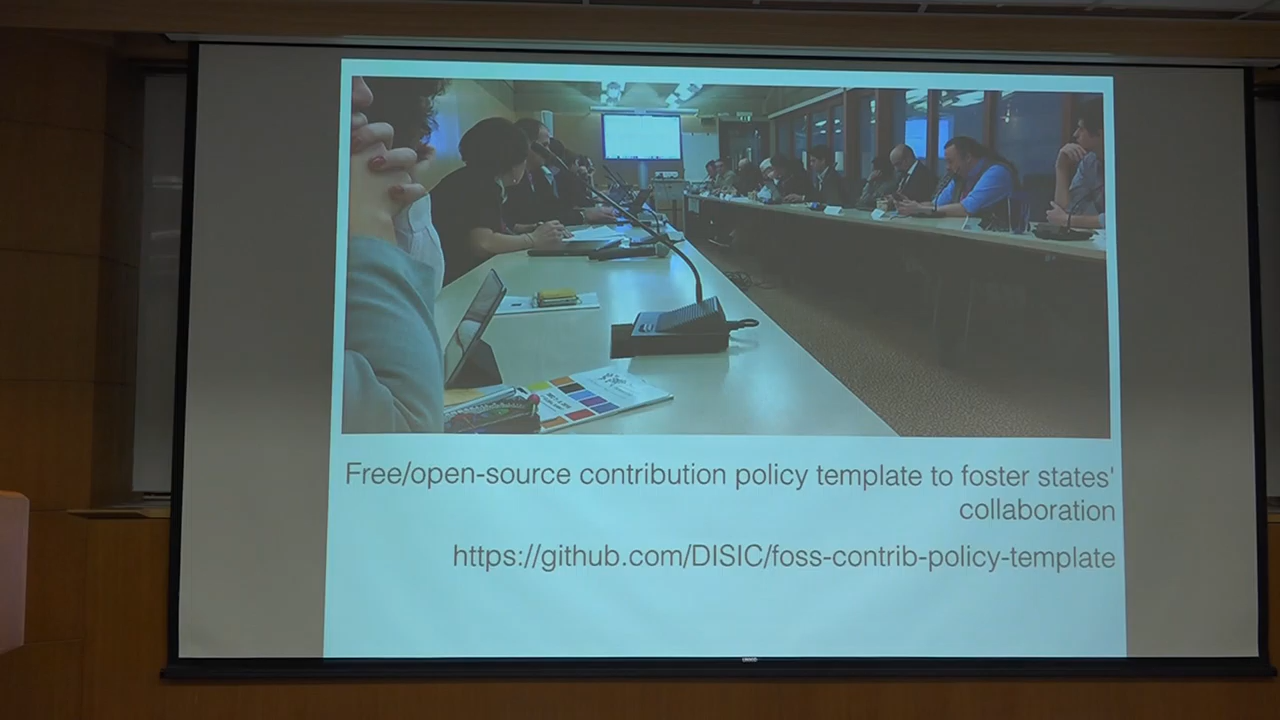 Free/open-source contribution policy template to foster states'
collaboration
https://github.com/DISIC/foss-contrib-policy-template